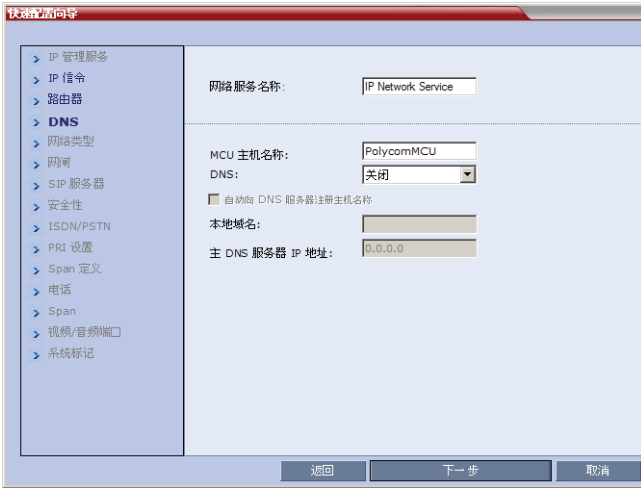 快速配置向导
IP 管理服务
IP 信令
路由器
DNS
网络类型
网闸
SIP 服务器
安全性
ISDN/PSTN
PRI 设置
Span 定义
电话
Span
视频/音频端口
系统标记
网络服务名称:
IP Network Service
MCU 主机名称:
PolycomMCU
DNS:
关闭
自动向 DNS 服务器注册主机名称
本地域名:
主 DNS 服务器 IP 地址:
0.0.0.0
返回
下一步
取消